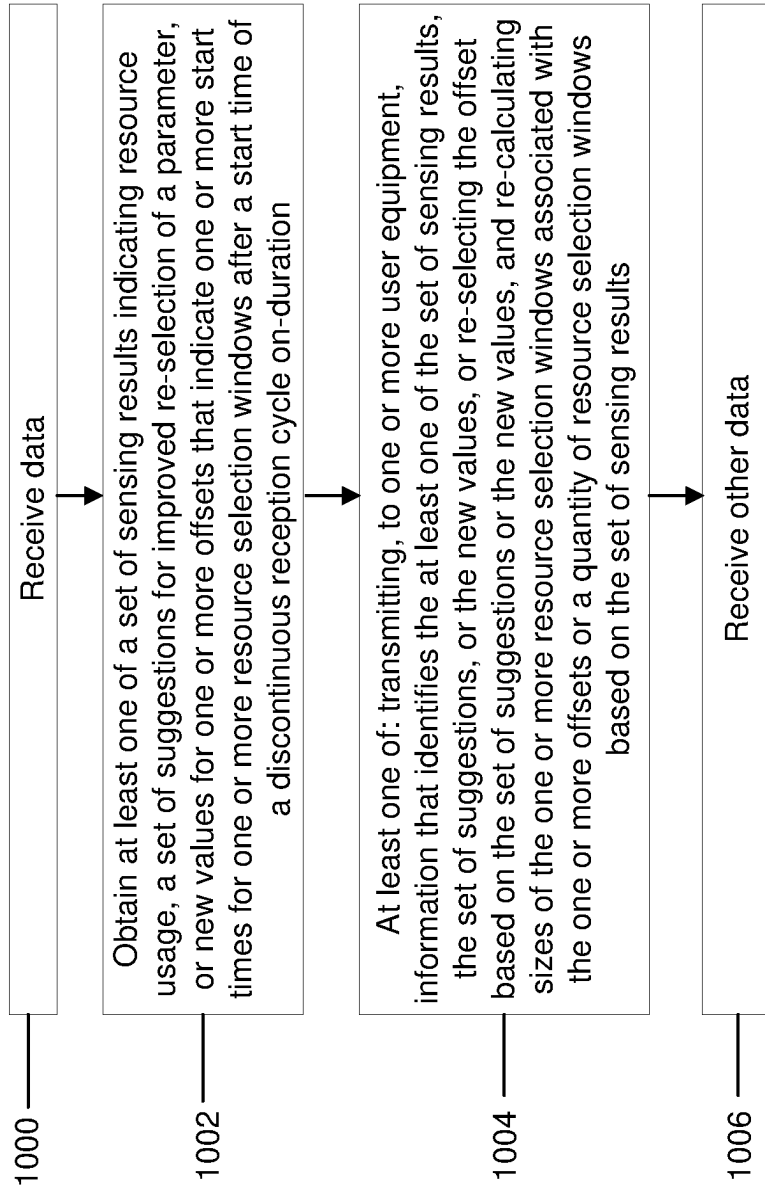 1000
Receive data
1002
Obtain at least one of a set of sensing results indicating resource
usage, a set of suggestions for improved re-selection of a parameter,
or new values for one or more offsets that indicate one or more start
times for one or more resource selection windows after a start time of
a discontinuous reception cycle on-duration
1004
At least one of: transmitting, to one or more user equipment,
information that identifies the at least one of the set of sensing results,
the set of suggestions, or the new values, or re-selecting the offset
based on the set of suggestions or the new values, and re-calculating
sizes of the one or more resource selection windows associated with
the one or more offsets or a quantity of resource selection windows
based on the set of sensing results
1006
Receive other data